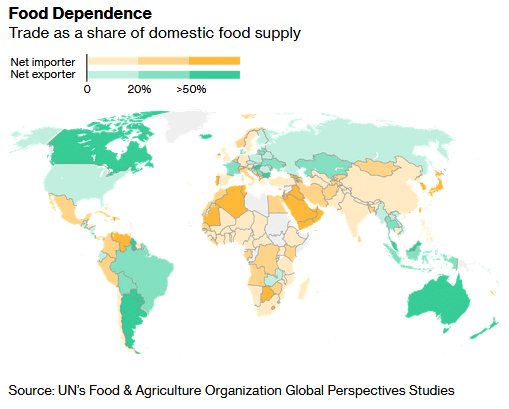 Food Dependence
Trade as a share of domestic food supply
Net importer
Net exporter
0 20% >50%
Source: UN's Food & Agriculture Organization Global Perspectives Studies